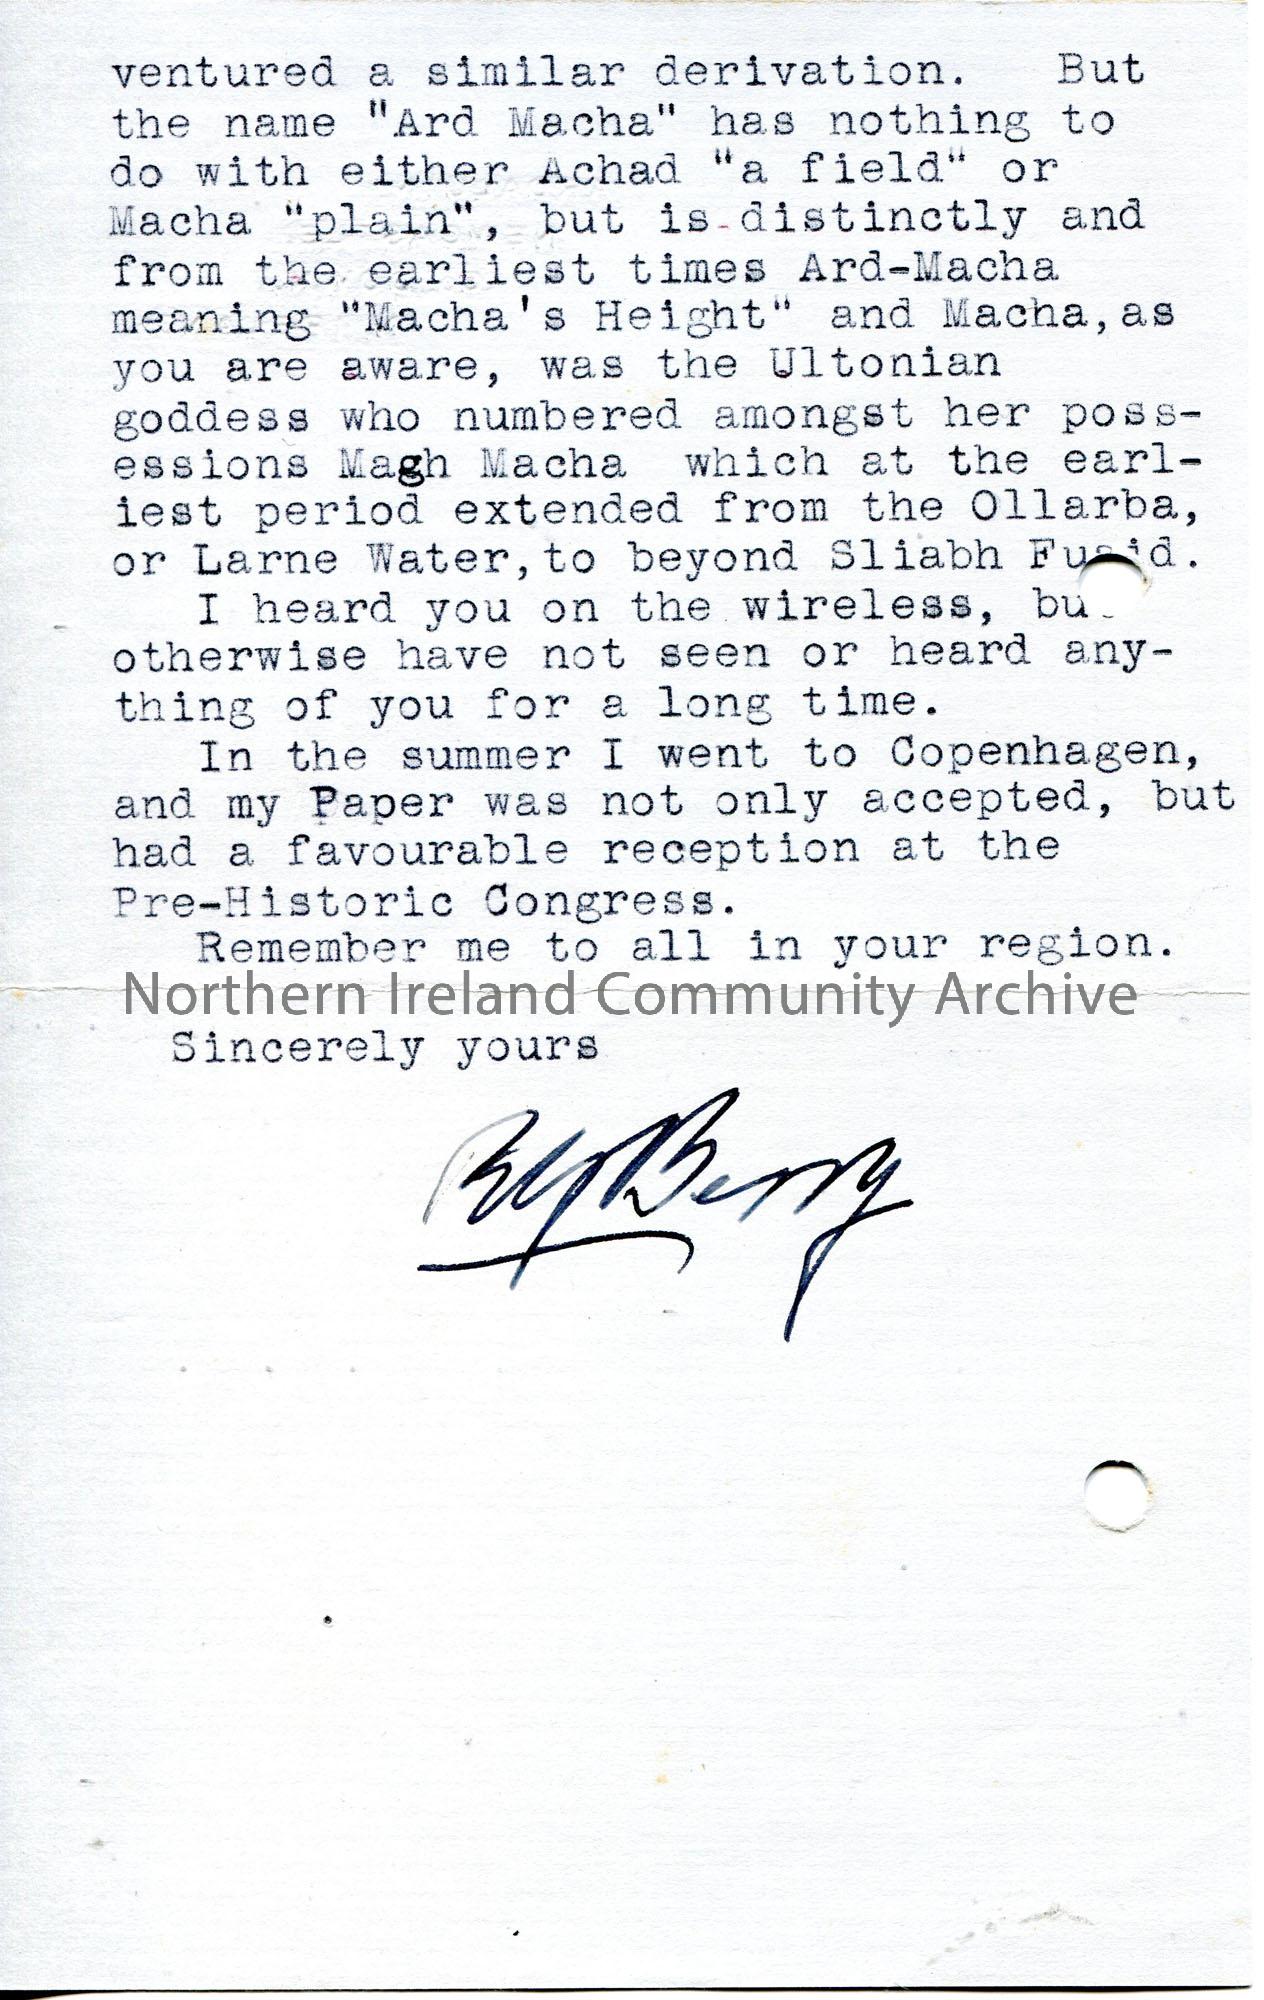 ventured a similar derivation. But
the name "Ard Macha" has nothing to
do with either Achad "a field" or
Macha "plain", but is distinctly and
from the earliest times Ard-Macha
meaning "Macha's Height" and Macha, as
you are aware, was the Ultonian
goddess who numbered amongst her poss-
essions Magh Macha which at the earl-
iest period extended from the Ollarba,
or Larne Water, to beyond Sliabh
I heard you on the wireless, bu
otherwise have not seen or heard any-
thing of you for a long time.
In the summer I went to Copenhagen,
and my Paper was not only accepted, but
had a favourable reception at the
Pre-Historic Congress.
Remember me to all in your region.
Northern Ireland Community Archive
Sincerely yours
Berry